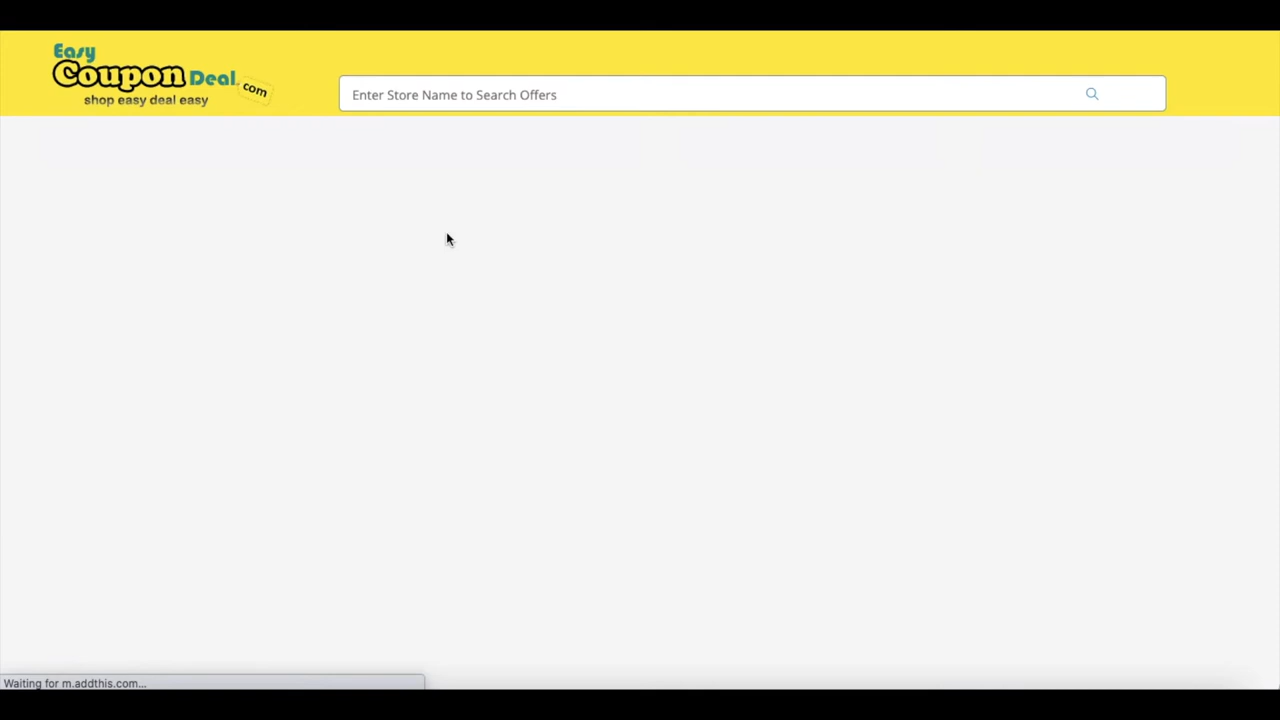 Easy
Coupon Deal.com
shop easy deal easy
Enter Store Name to Search Offers
Waiting for m.addthis.com...